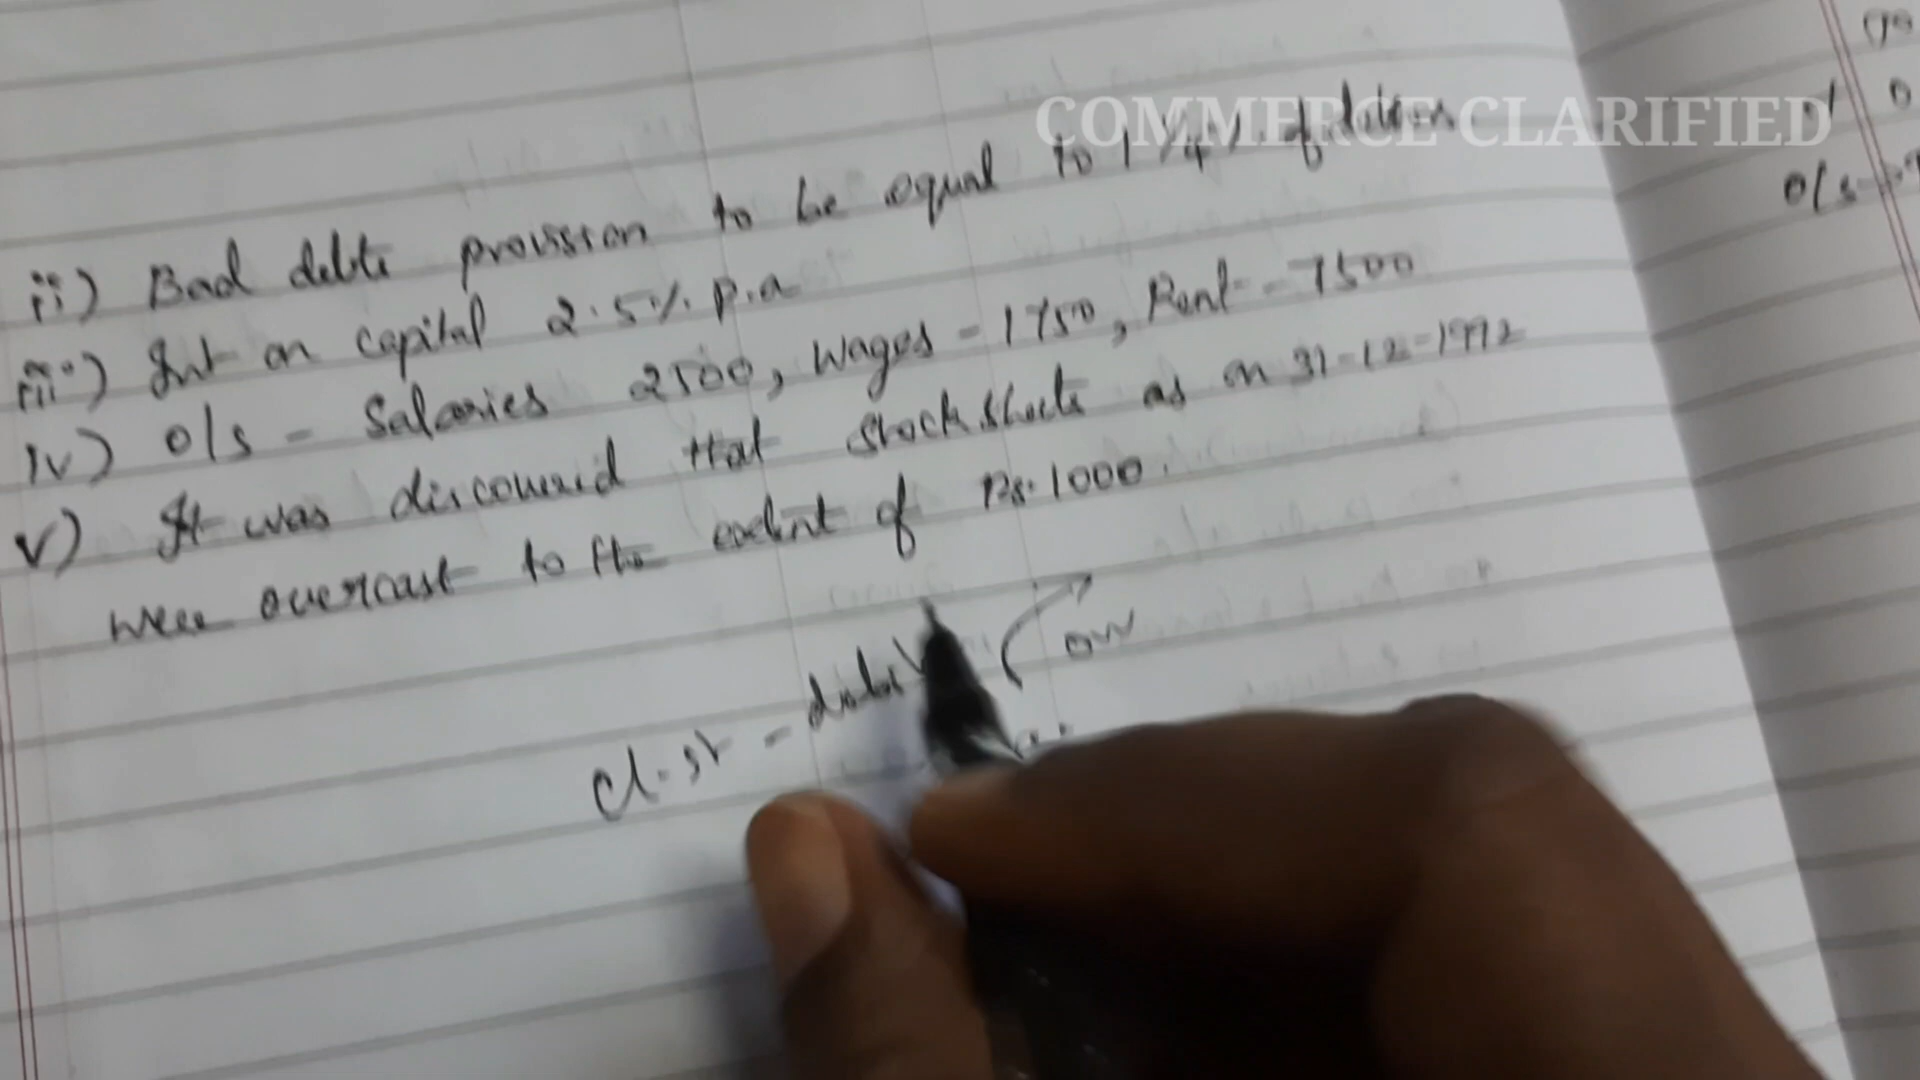 COMMERCE CLARIFIED
ii) Bad debts provision to be equal to 1 1/4 % of debtors.
iii) Int on capital 2.5% p.a
iv) o/s - Salaries 2500, Wages - 1750, Rent - 7500
v) It was discovered that stock sheets as on 31-12-1992
were overcast to the extent of Rs. 1000.
ow
cl. st -
o/s